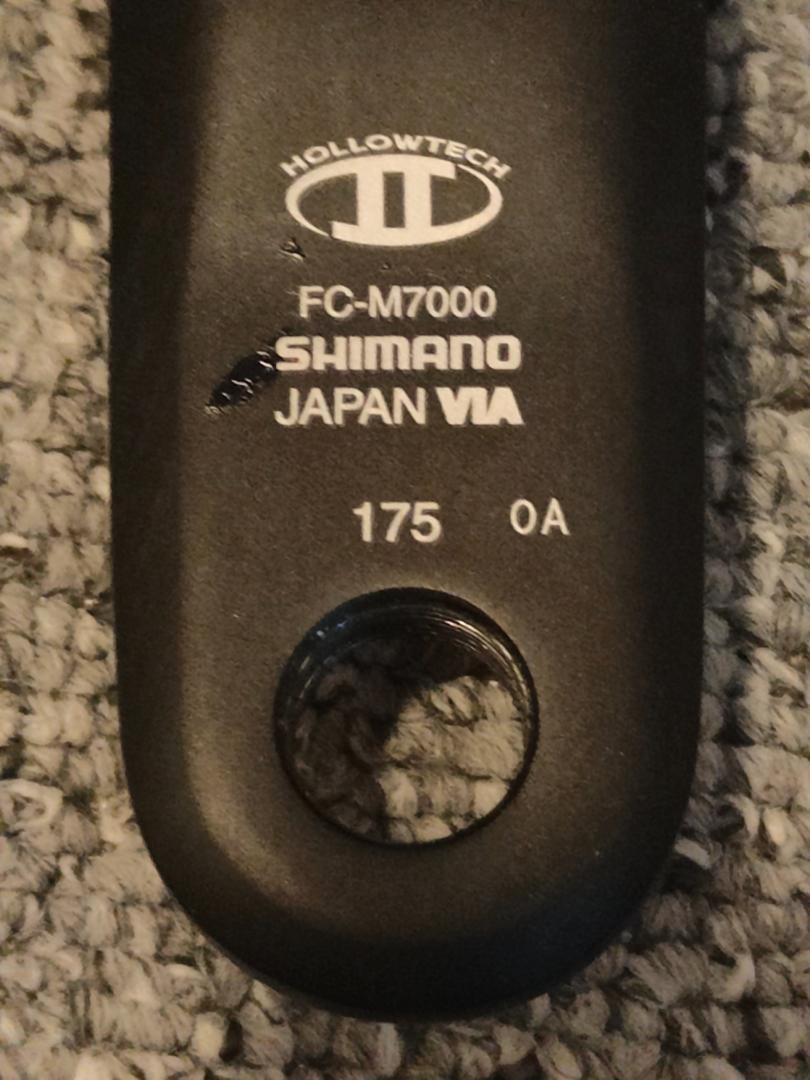 HOLLOWTECH
II
FC-M7000
SHIMANO
JAPAN VIA
175 OA